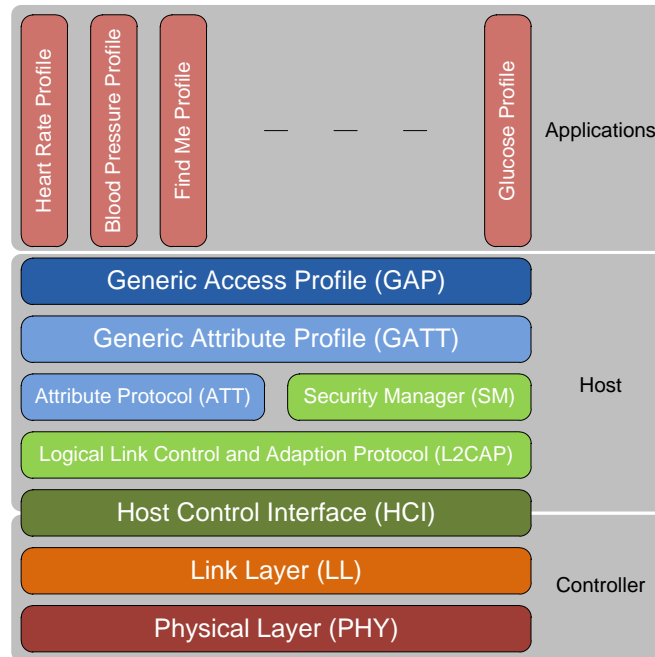 Heart Rate Profile
Blood Pressure Profile
Find Me Profile
Glucose Profile
Applications
Generic Access Profile (GAP)
Generic Attribute Profile (GATT)
Attribute Protocol (ATT)
Security Manager (SM)
Host
Logical Link Control and Adaption Protocol (L2CAP)
Host Control Interface (HCI)
Link Layer (LL)
Controller
Physical Layer (PHY)